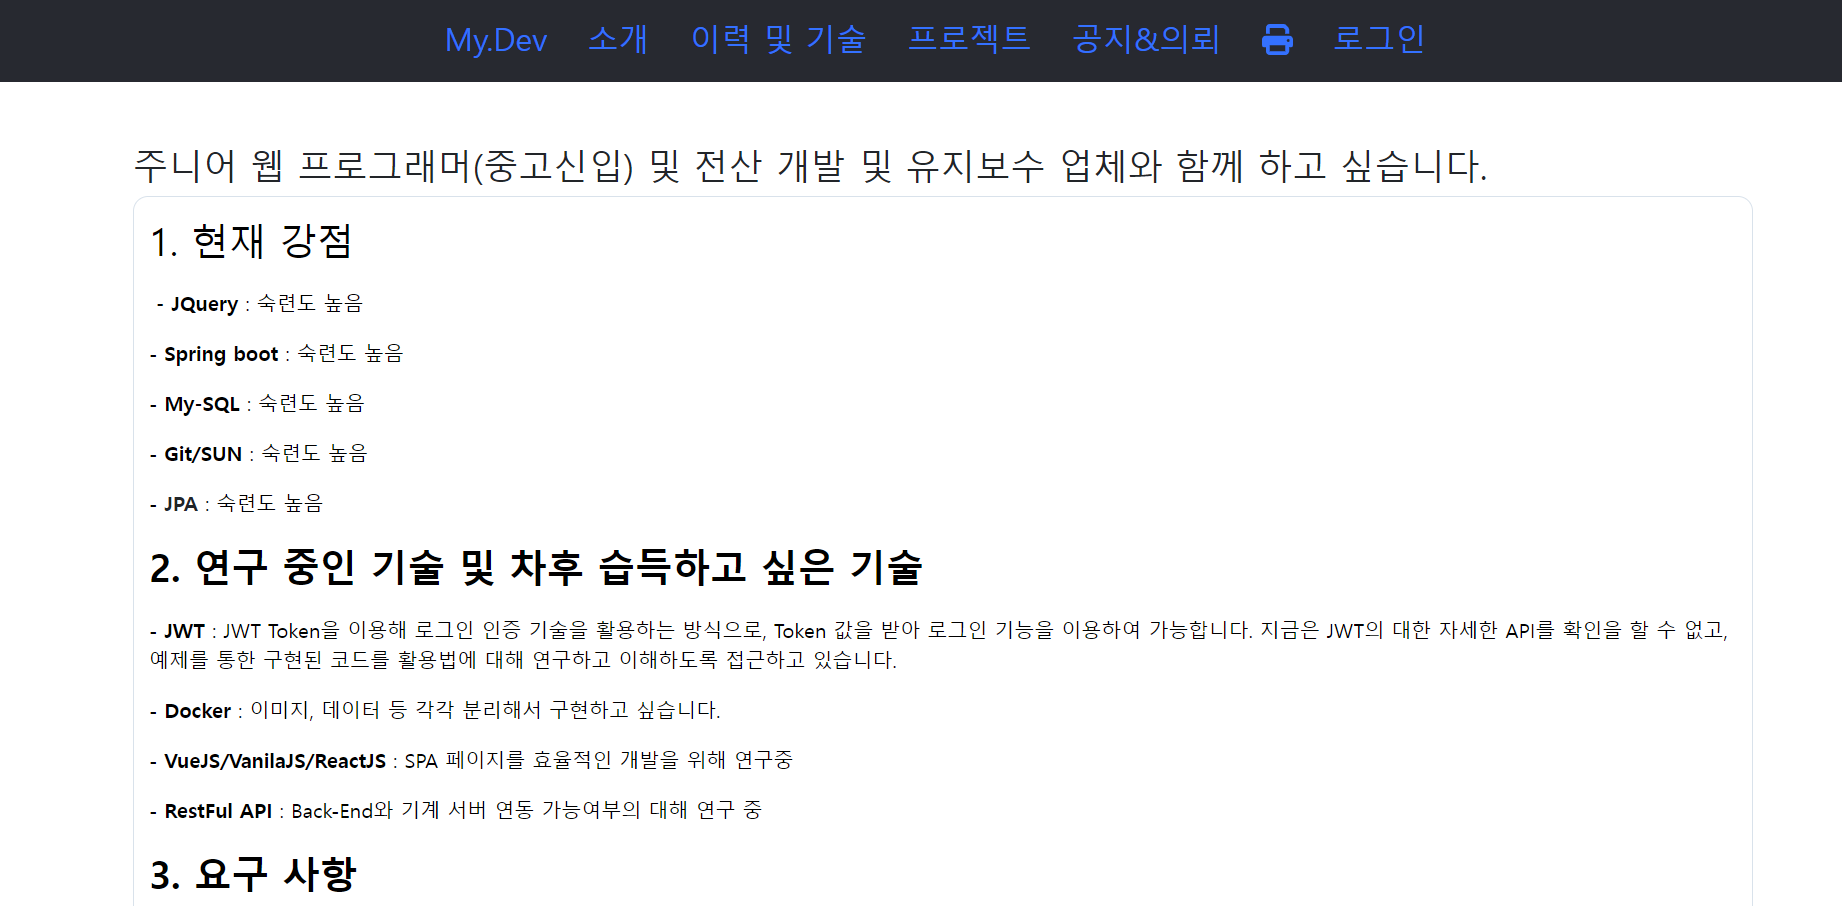 My.Dev 소개 이력 및 기술 프로젝트 공지&의뢰 로그인
주니어 웹 프로그래머(중고신입) 및 전산 개발 및 유지보수 업체와 함께 하고 싶습니다.
1. 현재 강점
- JQuery : 숙련도 높음
- Spring boot : 숙련도 높음
- My-SQL : 숙련도 높음
- Git/SUN : 숙련도 높음
- JPA : 숙련도 높음
2. 연구 중인 기술 및 차후 습득하고 싶은 기술
- JWT : JWT Token을 이용해 로그인 인증 기술을 활용하는 방식으로, Token 값을 받아 로그인 기능을 이용하여 가능합니다. 지금은 JWT의 대한 자세한 API를 확인을 할 수 없고,
예제를 통한 구현된 코드를 활용법에 대해 연구하고 이해하도록 접근하고 있습니다.
- Docker : 이미지, 데이터 등 각각 분리해서 구현하고 싶습니다.
- VueJS/VanilaJS/ReactJS : SPA 페이지를 효율적인 개발을 위해 연구중
- RestFul API : Back-End와 기계 서버 연동 가능여부의 대해 연구 중
3. 요구 사항